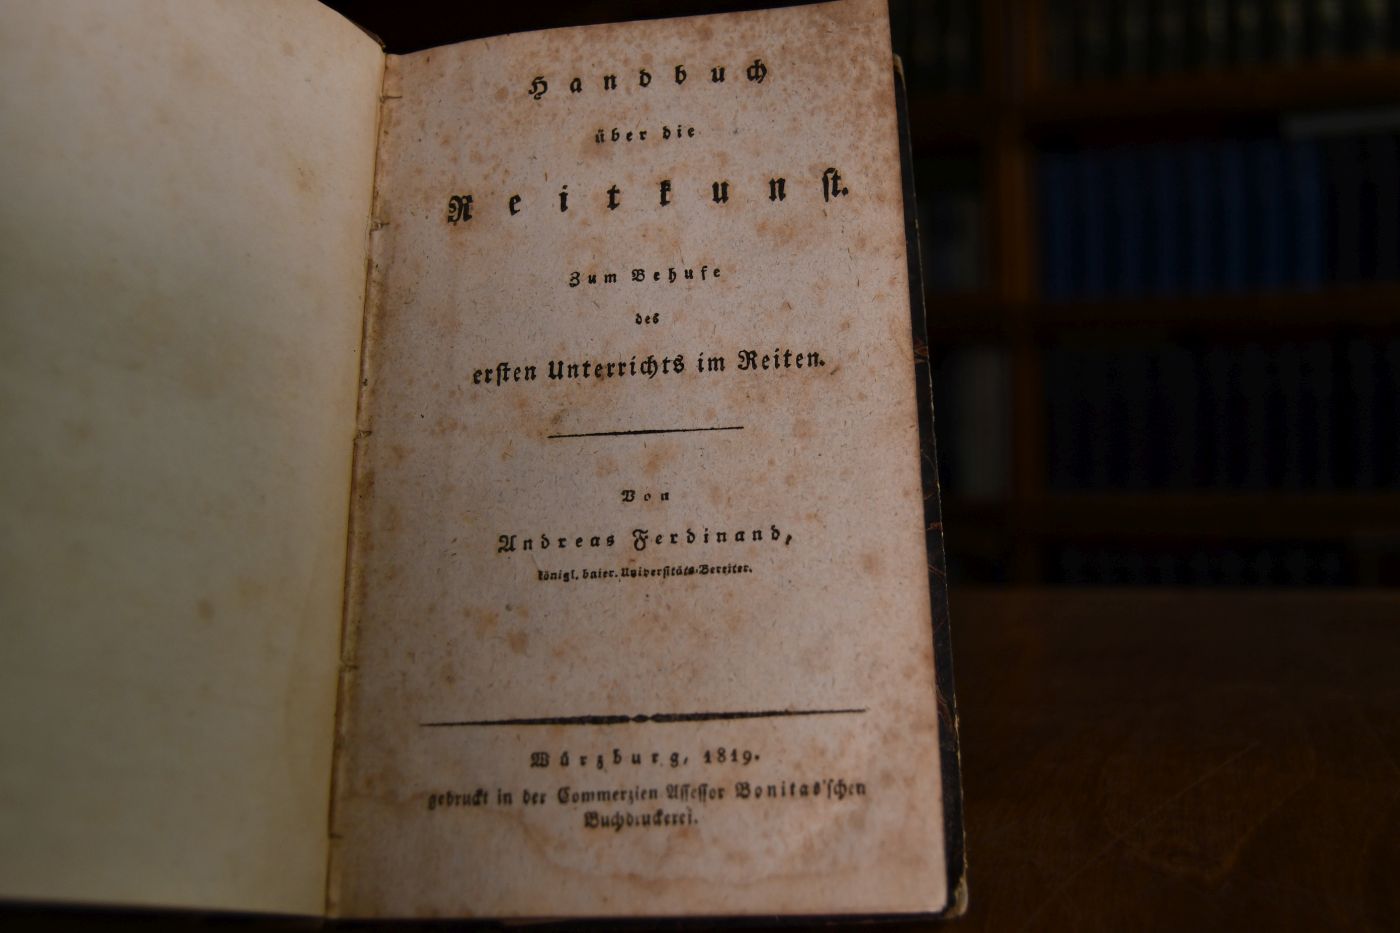 Handbuch
über die
Reitkunſt.
Zum Behufe
des
erſten Unterrichts im Reiten.
Von
Andreas Ferdinand,
königl. baier. Univerſitäts-Bereiter.
Würzburg, 1819.
gedruckt in der Commerzien Aſſeſſor Bonitas'ſchen
Buchdruckerei.